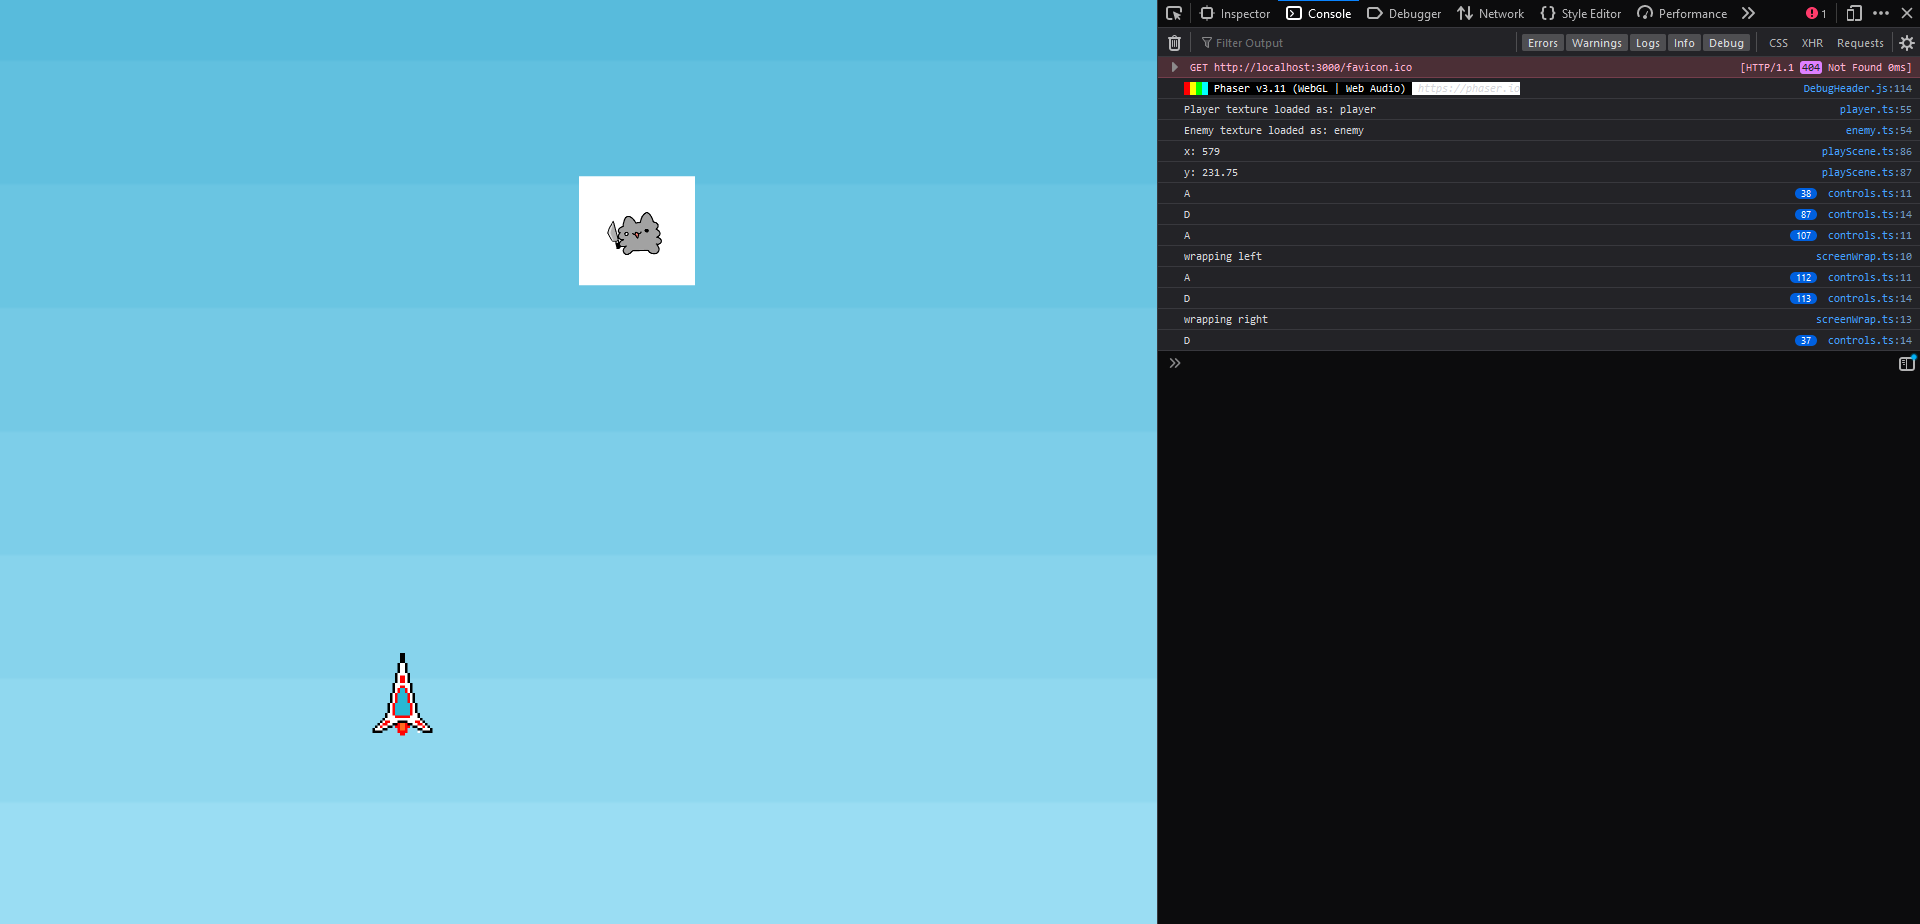 Inspector Console Debugger Network Style Editor Performance 1
Filter Output Errors Warnings Logs Info Debug CSS XHR Requests
GET http://localhost:3000/favicon.ico [HTTP/1.1 404 Not Found 0ms]
Phaser v3.11 (WebGL | Web Audio) https://phaser.io DebugHeader.js:114
Player texture loaded as: player player.ts:55
Enemy texture loaded as: enemy enemy.ts:54
x: 579 playScene.ts:86
y: 231.75 playScene.ts:87
A 38 controls.ts:11
D 87 controls.ts:14
A 107 controls.ts:11
wrapping left screenWrap.ts:10
A 112 controls.ts:11
D 113 controls.ts:14
wrapping right screenWrap.ts:13
D 37 controls.ts:14